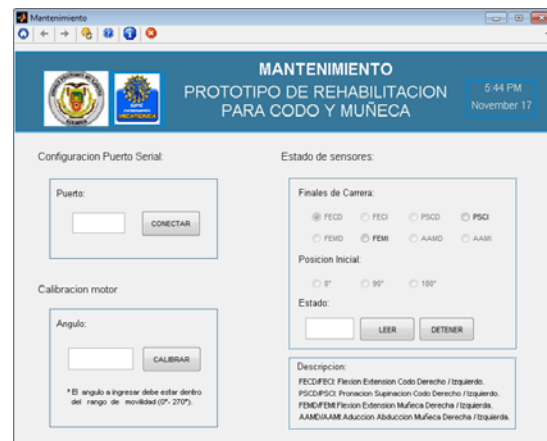 Mantenimiento
MANTENIMIENTO
PROTOTIPO DE REHABILITACION
PARA CODO Y MUÑECA
5:44 PM
November 17
Configuracion Puerto Serial:
Puerto:
CONECTAR
Calibracion motor
Angulo:
CALIBRAR
* El angulo a ingresar debe estar dentro
del rango de movilidad (0°- 270°).
Estado de sensores:
Finales de Carrera:
FECD FECI PSCD PSCI
FEMD FEMI AAMD AAMI
Posicion Inicial:
0° 90° 180°
Estado:
LEER DETENER
Descripcion:
FECD/FECI: Flexion Extension Codo Derecho / Izquierdo.
PSCD/PSCI: Pronacion Supinacion Codo Derecho / Izquierdo.
FEMD/FEMI:Flexion Extension Muñeca Derecha / Izquierda.
AAMD/AAMI:Aduccion Abduccion Muñeca Derecha / Izquierda.